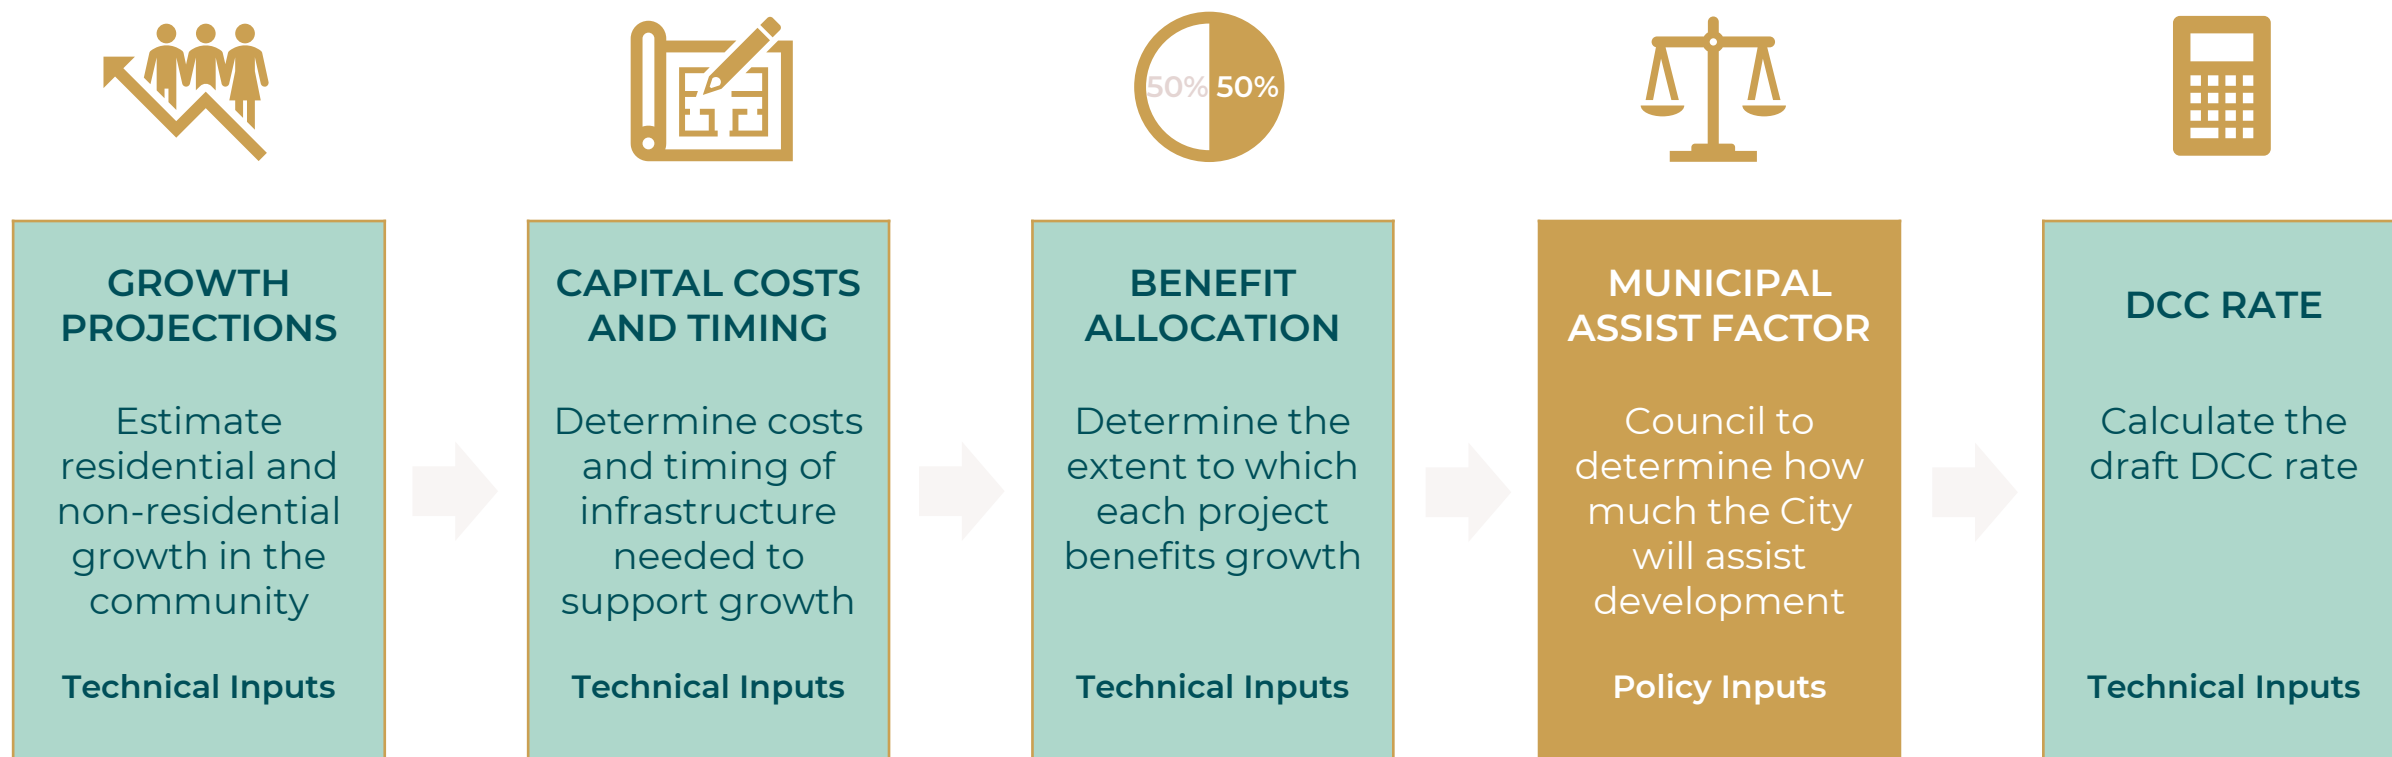 50% 50%
GROWTH
PROJECTIONS
Estimate
residential and
non-residential
growth in the
community
Technical Inputs
CAPITAL COSTS
AND TIMING
Determine costs
and timing of
infrastructure
needed to
support growth
Technical Inputs
BENEFIT
ALLOCATION
Determine the
extent to which
each project
benefits growth
Technical Inputs
MUNICIPAL
ASSIST FACTOR
Council to
determine how
much the City
will assist
development
Policy Inputs
DCC RATE
Calculate the
draft DCC rate
Technical Inputs